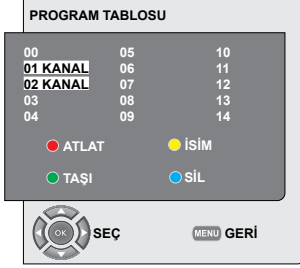 PROGRAM TABLOSU
00 05 10
01 KANAL 06 11
02 KANAL 07 12
03 08 13
04 09 14
ATLAT İSİM
TAŞI SİL
OK SEÇ MENU GERİ